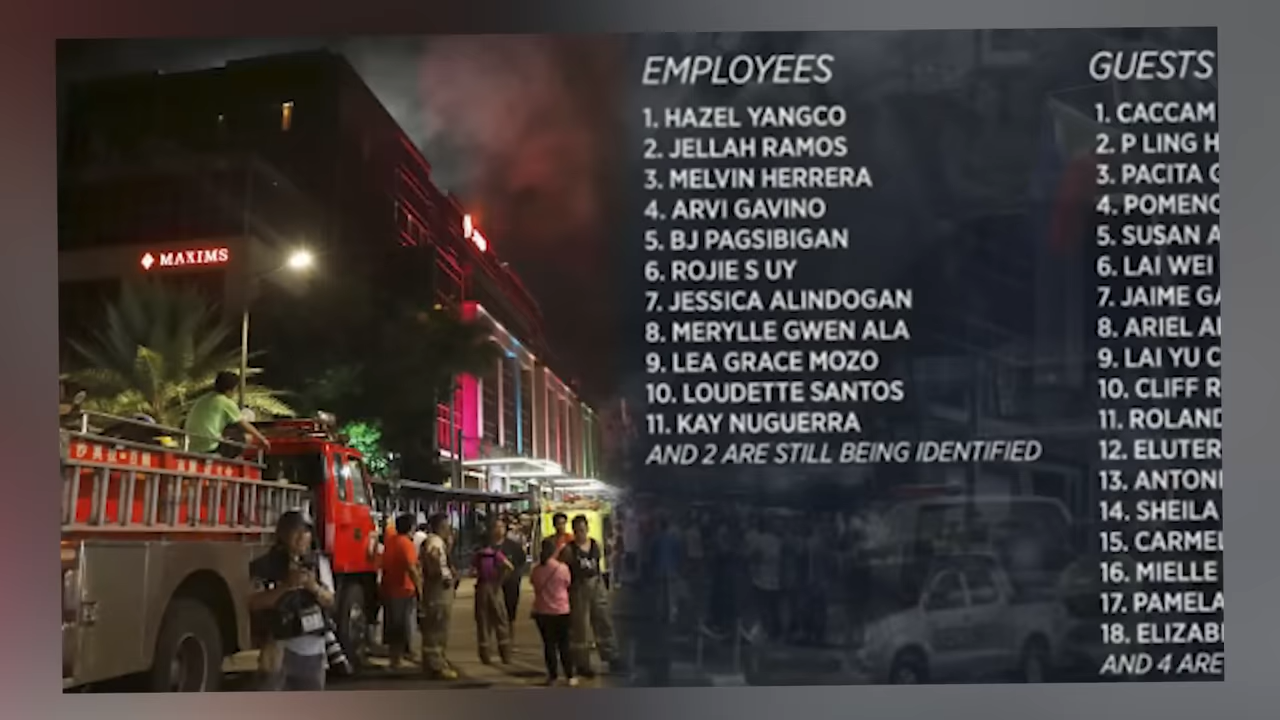 MAXIMS
EMPLOYEES
1. HAZEL YANGCO
2. JELLAH RAMOS
3. MELVIN HERRERA
4. ARVI GAVINO
5. BJ PAGSIBIGAN
6. ROJIE S UY
7. JESSICA ALINDOGAN
8. MERYLLE GWEN ALA
9. LEA GRACE MOZO
10. LOUDETTE SANTOS
11. KAY NUGUERRA
AND 2 ARE STILL BEING IDENTIFIED
GUESTS
1. CACCAM
2. P LING H
3. PACITA
4. POMENC
5. SUSAN A
6. LAI WEI
7. JAIME GA
8. ARIEL
9. LAI YU C
10. CLIFF R
11. ROLAND
12. ELUTER
13. ANTONI
14. SHEILA
15. CARMEL
16. MIELLE
17. PAMELA
18. ELIZAB
AND 4 ARE